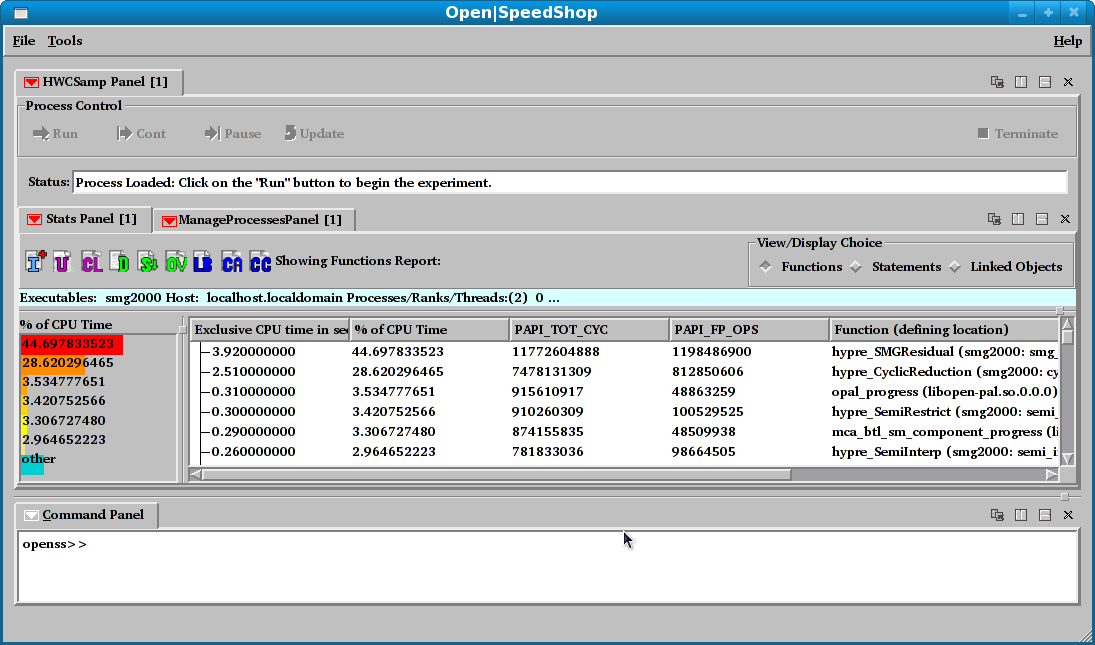 Open|SpeedShop
File Tools Help
HWCSamp Panel [1]
Process Control
Run Cont Pause Update Terminate
Status: Process Loaded: Click on the "Run" button to begin the experiment.
Stats Panel [1] ManageProcessesPanel [1]
View/Display Choice
I U CL D S OV LB CA CC Showing Functions Report:
Functions Statements Linked Objects
Executables: smg2000 Host: localhost.localdomain Processes/Ranks/Threads:(2) 0 ...
% of CPU Time
44.697833523
28.620296465
3.534777651
3.420752566
3.306727480
2.964652223
other
Exclusive CPU time in sec % of CPU Time PAPI_TOT_CYC PAPI_FP_OPS Function (defining location)
3.920000000 44.697833523 11772604888 1198486900 hypre_SMGResidual (smg2000: smg_
2.510000000 28.620296465 7478131309 812850606 hypre_CyclicReduction (smg2000: cy
0.310000000 3.534777651 915610917 48863259 opal_progress (libopen-pal.so.0.0.0)
0.300000000 3.420752566 910260309 100529525 hypre_SemiRestrict (smg2000: semi_
0.290000000 3.306727480 874155835 48509938 mca_btl_sm_component_progress (li
0.260000000 2.964652223 781833036 98664505 hypre_SemiInterp (smg2000: semi_i
Command Panel
openss>>